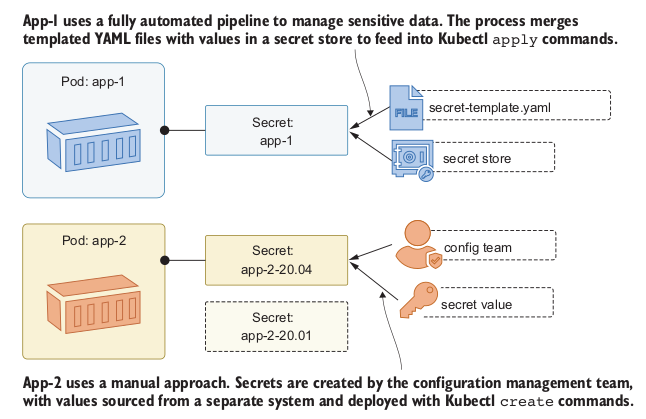 App-1 uses a fully automated pipeline to manage sensitive data. The process merges
templated YAML files with values in a secret store to feed into Kubectl apply commands.
Pod: app-1
Secret:
app-1
FILE
secret-template.yaml
secret store
Pod: app-2
Secret:
app-2-20.04
config team
secret value
Secret:
app-2-20.01
App-2 uses a manual approach. Secrets are created by the configuration management team,
with values sourced from a separate system and deployed with Kubectl create commands.